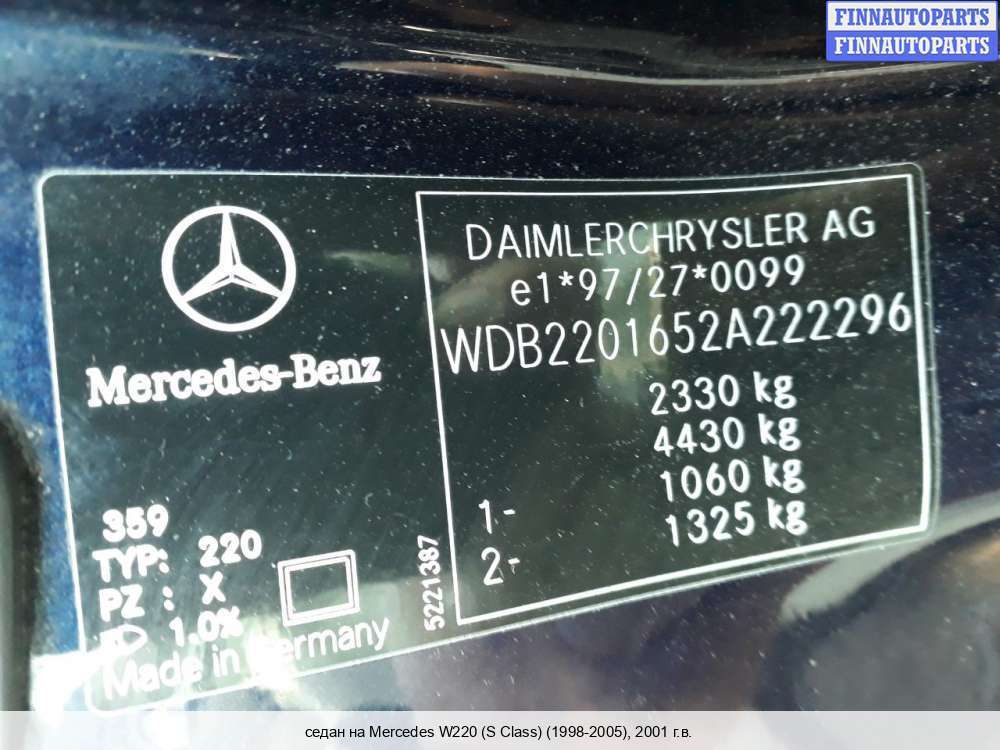 FINNAUTOPARTS
FINNAUTOPARTS
Mercedes-Benz
359
TYP: 220
PZ : X
1.0%
Made in Germany
5221387
DAIMLERCHRYSLER AG
e1*97/27*0099
WDB2201652A222296
2330 kg
4430 kg
1- 1060 kg
2- 1325 kg
седан на Mercedes W220 (S Class) (1998-2005), 2001 г.в.